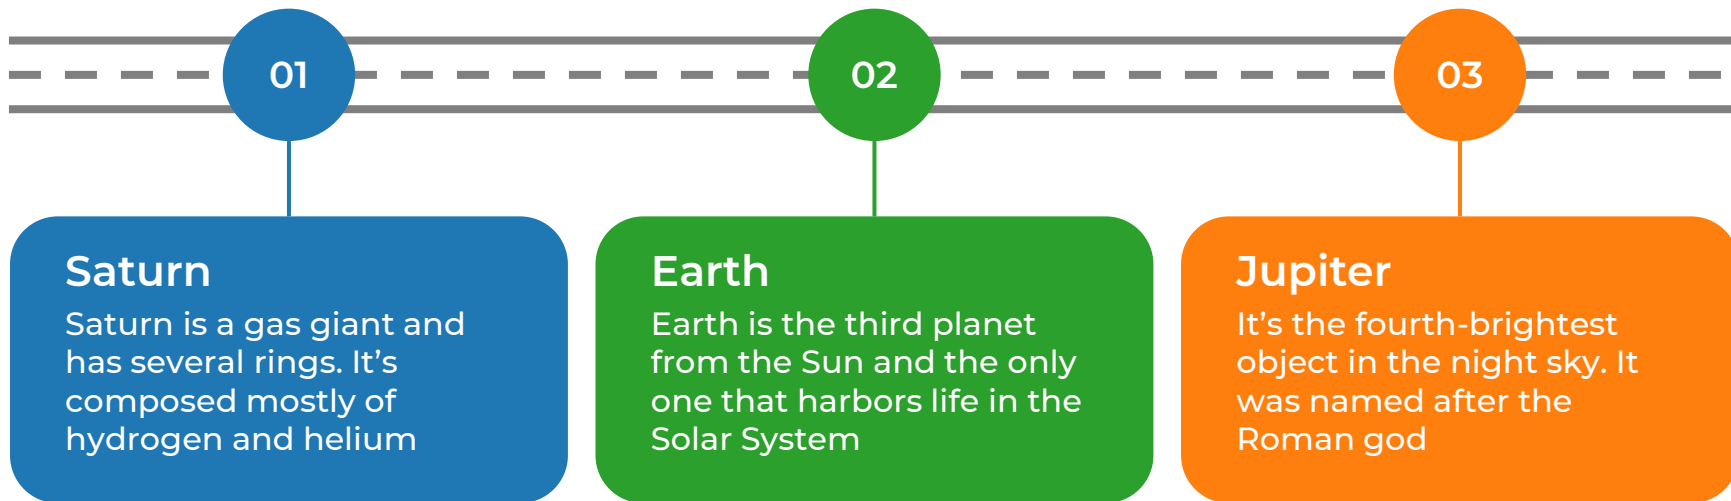 01
02
03
Saturn
Saturn is a gas giant and
has several rings. It’s
composed mostly of
hydrogen and helium
Earth
Earth is the third planet
from the Sun and the only
one that harbors life in the
Solar System
Jupiter
It’s the fourth-brightest
object in the night sky. It
was named after the
Roman god